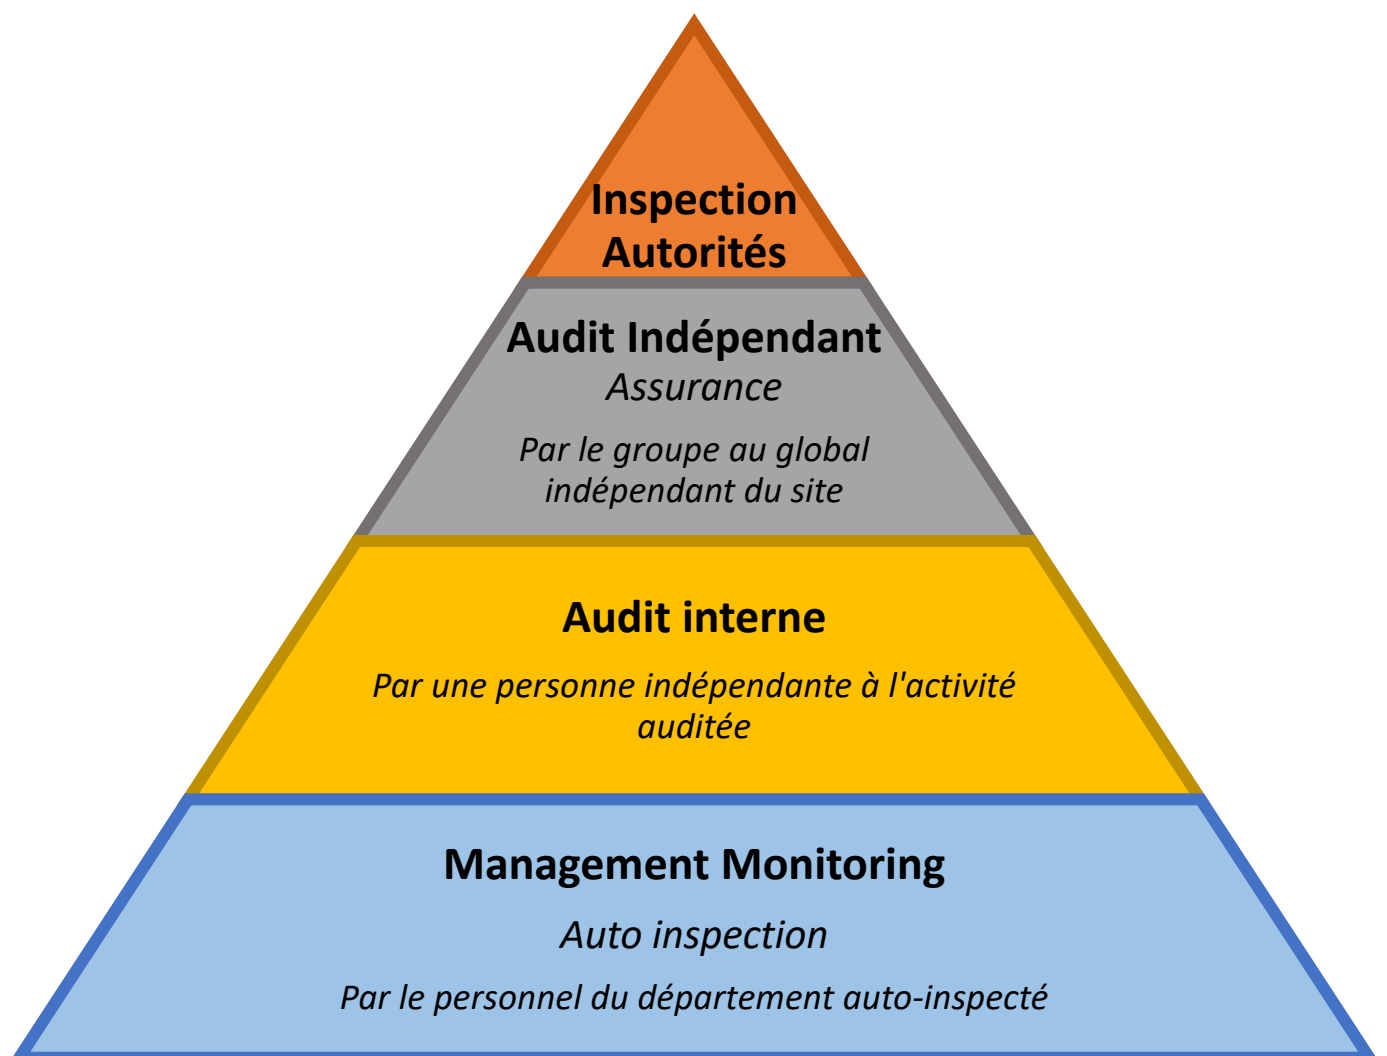 Inspection
Autorités
Audit Indépendant
Assurance
Par le groupe au global
indépendant du site
Audit interne
Par une personne indépendante à l'activité
auditée
Management Monitoring
Auto inspection
Par le personnel du département auto-inspecté